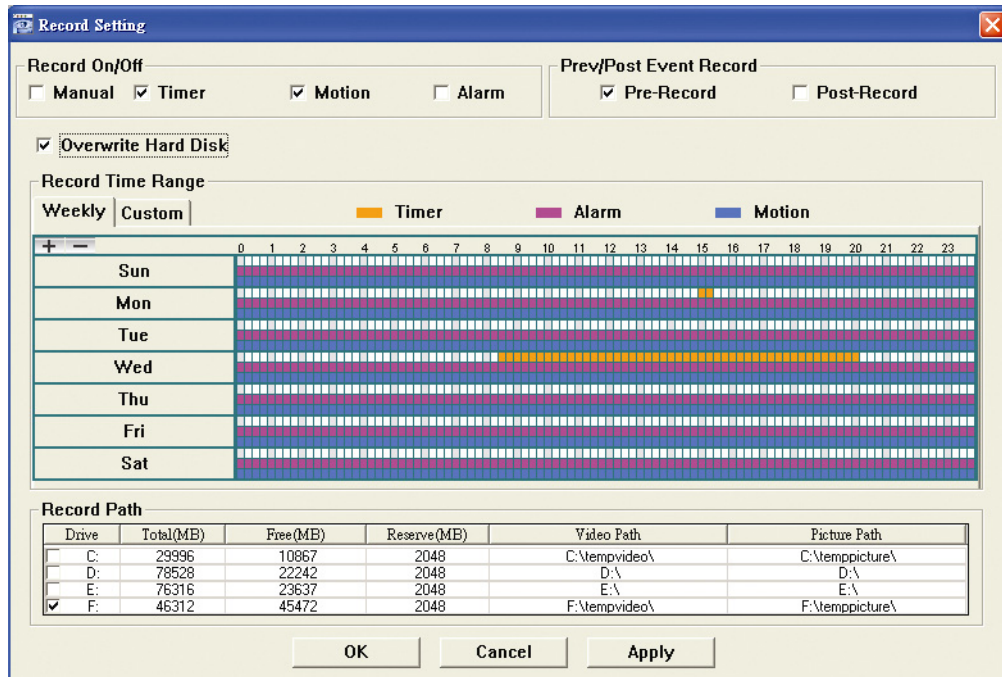 Record Setting
Record On/Off
Prev/Post Event Record
Manual Timer Motion Alarm Pre-Record Post-Record
Overwrite Hard Disk
Record Time Range
Weekly Custom Timer Alarm Motion
+ − 0 1 2 3 4 5 6 7 8 9 10 11 12 13 14 15 16 17 18 19 20 21 22 23
Sun
Mon
Tue
Wed
Thu
Fri
Sat
Record Path
Drive Total(MB) Free(MB) Reserve(MB) Video Path Picture Path
C: 29996 10867 2048 C:\tempvideo\ C:\temppicture\
D: 78528 22242 2048 D:\ D:\
E: 76316 23637 2048 E:\ E:\
F: 46312 45472 2048 F:\tempvideo\ F:\temppicture\
OK Cancel Apply